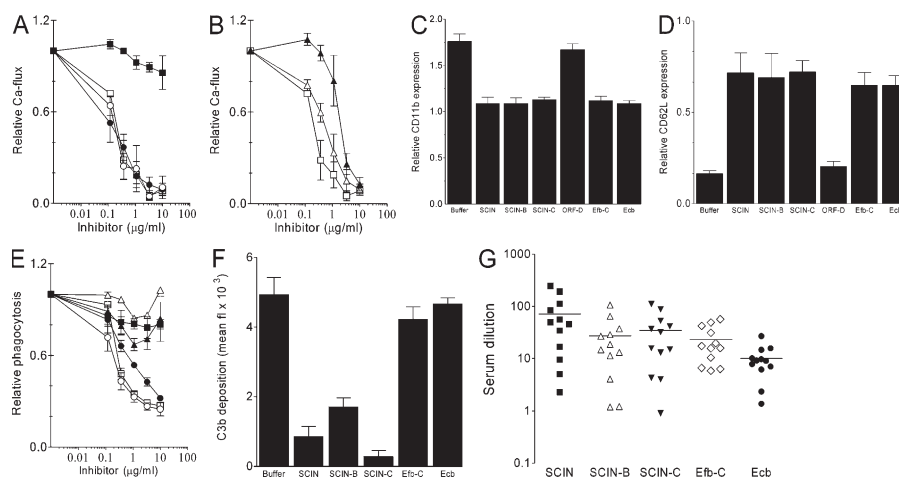 A
Relative Ca-flux
1.2
0.6
0.0
0.01 0.1 1 10
Inhibitor (µg/ml)
B
Relative Ca-flux
1.2
0.6
0.0
0.01 0.1 1 10
Inhibitor (µg/ml)
C
Relative CD11b expression
2.0
1.5
1.0
0.5
0.0
Buffer SCIN SCIN-B SCIN-C ORF-D Efb-C Ecb
D
Relative CD62L expression
1.0
0.5
0.0
Buffer SCIN SCIN-B SCIN-C ORF-D Efb-C Ecb
E
Relative phagocytosis
1.2
0.6
0.0
0.01 0.1 1 10
Inhibitor (µg/ml)
F
C3b deposition (mean fl x 10 3)
6
4
2
0
Buffer SCIN SCIN-B SCIN-C Efb-C Ecb
G
Serum dilution
1000
100
10
1
0.1
SCIN SCIN-B SCIN-C Efb-C Ecb